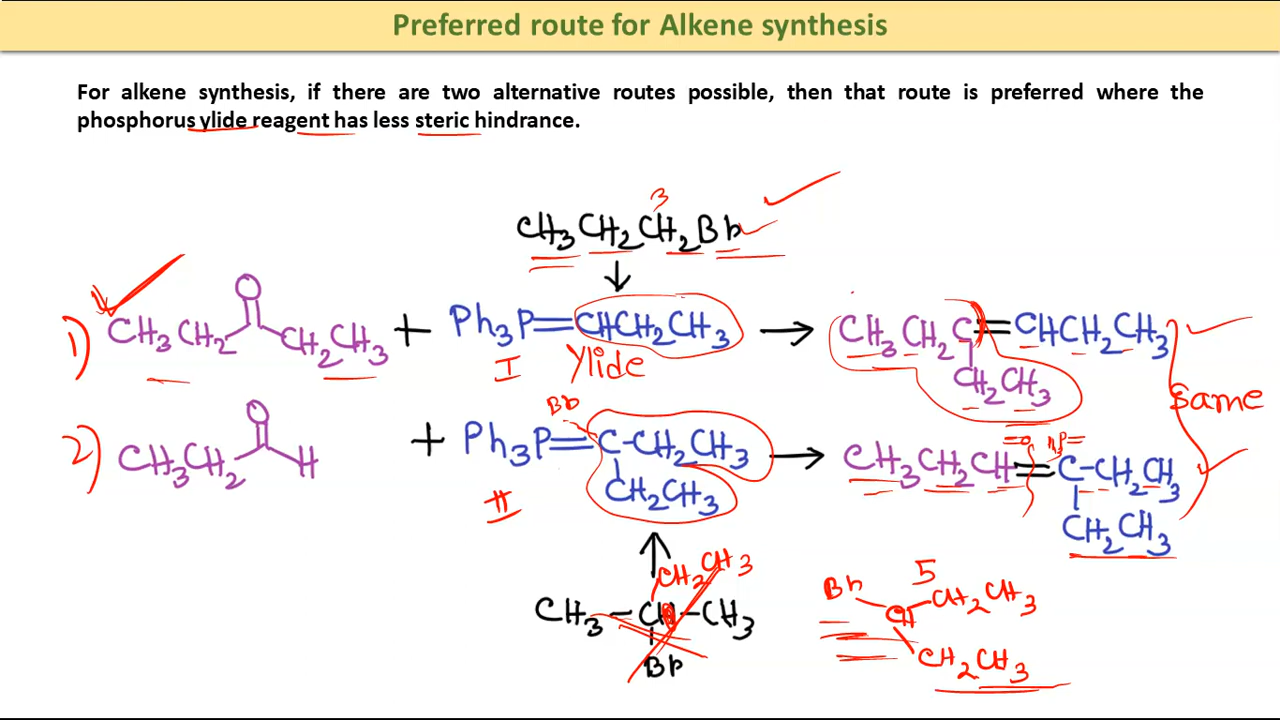 Preferred route for Alkene synthesis
For alkene synthesis, if there are two alternative routes possible, then that route is preferred where the
phosphorus ylide reagent has less steric hindrance.
3
CH3CH2CH2Br
O
1) CH3CH2 CH2CH3 + Ph3P=CHCH2CH3 → CH3CH2C=CHCH2CH3
CH2CH3
I Ylide
Same
Br
O
2) CH3CH2 H + Ph3P=C-CH2CH3 → CH3CH2CH=C-CH2CH3
CH2CH3
CH2CH3
II
=O
CH2CH3
CH3-CH-CH3
Br
5
Br CH CH2CH3
CH2CH3